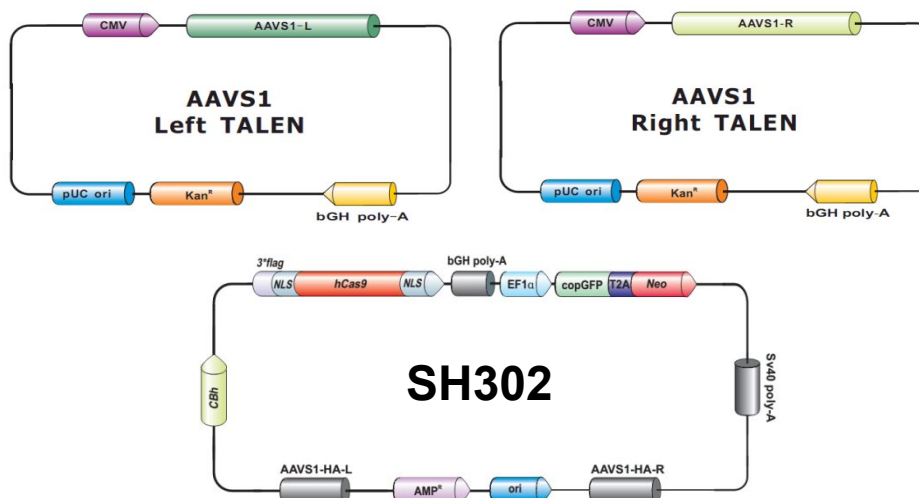 CMV
AAVS1-L
AAVS1
Left TALEN
pUC ori
Kanᴿ
bGH poly-A
CMV
AAVS1-R
AAVS1
Right TALEN
pUC ori
Kanᴿ
bGH poly-A
3*flag
NLS
hCas9
NLS
bGH poly-A
EF1α
copGFP
T2A
Neo
CBh
SH302
Sv40 poly-A
AAVS1-HA-L
AMPᴿ
ori
AAVS1-HA-R